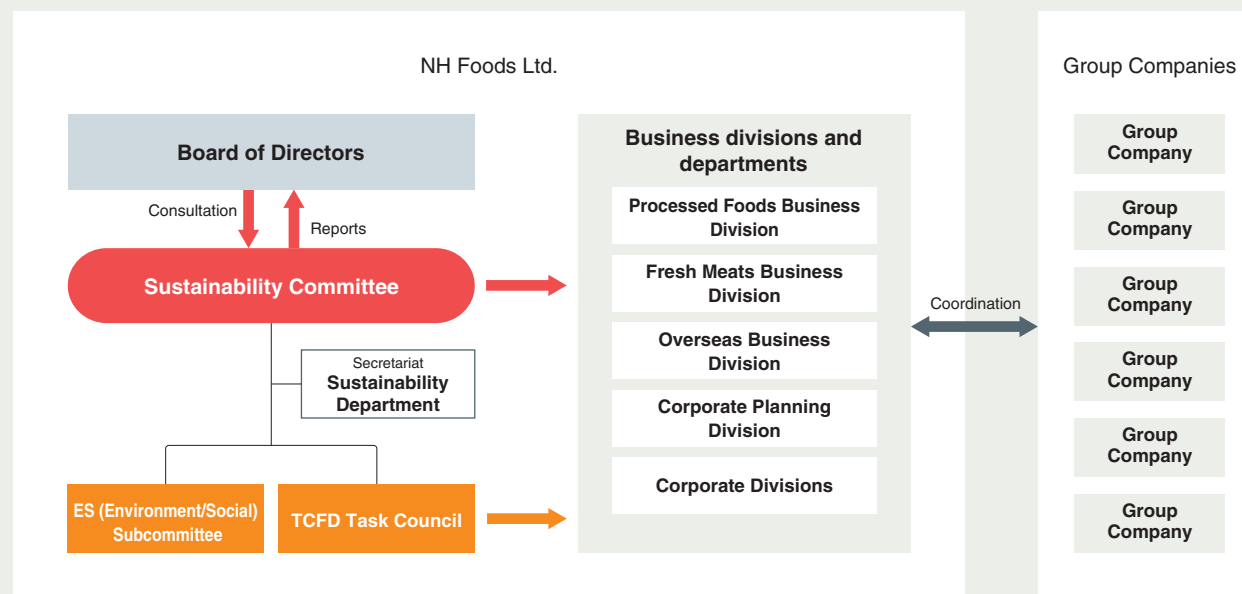 NH Foods Ltd.
Board of Directors
Consultation
Reports
Sustainability Committee
Secretariat
Sustainability
Department
ES (Environment/Social)
Subcommittee
TCFD Task Council
Business divisions and
departments
Processed Foods Business
Division
Fresh Meats Business
Division
Overseas Business
Division
Corporate Planning
Division
Corporate Divisions
Coordination
Group Companies
Group
Company
Group
Company
Group
Company
Group
Company
Group
Company
Group
Company